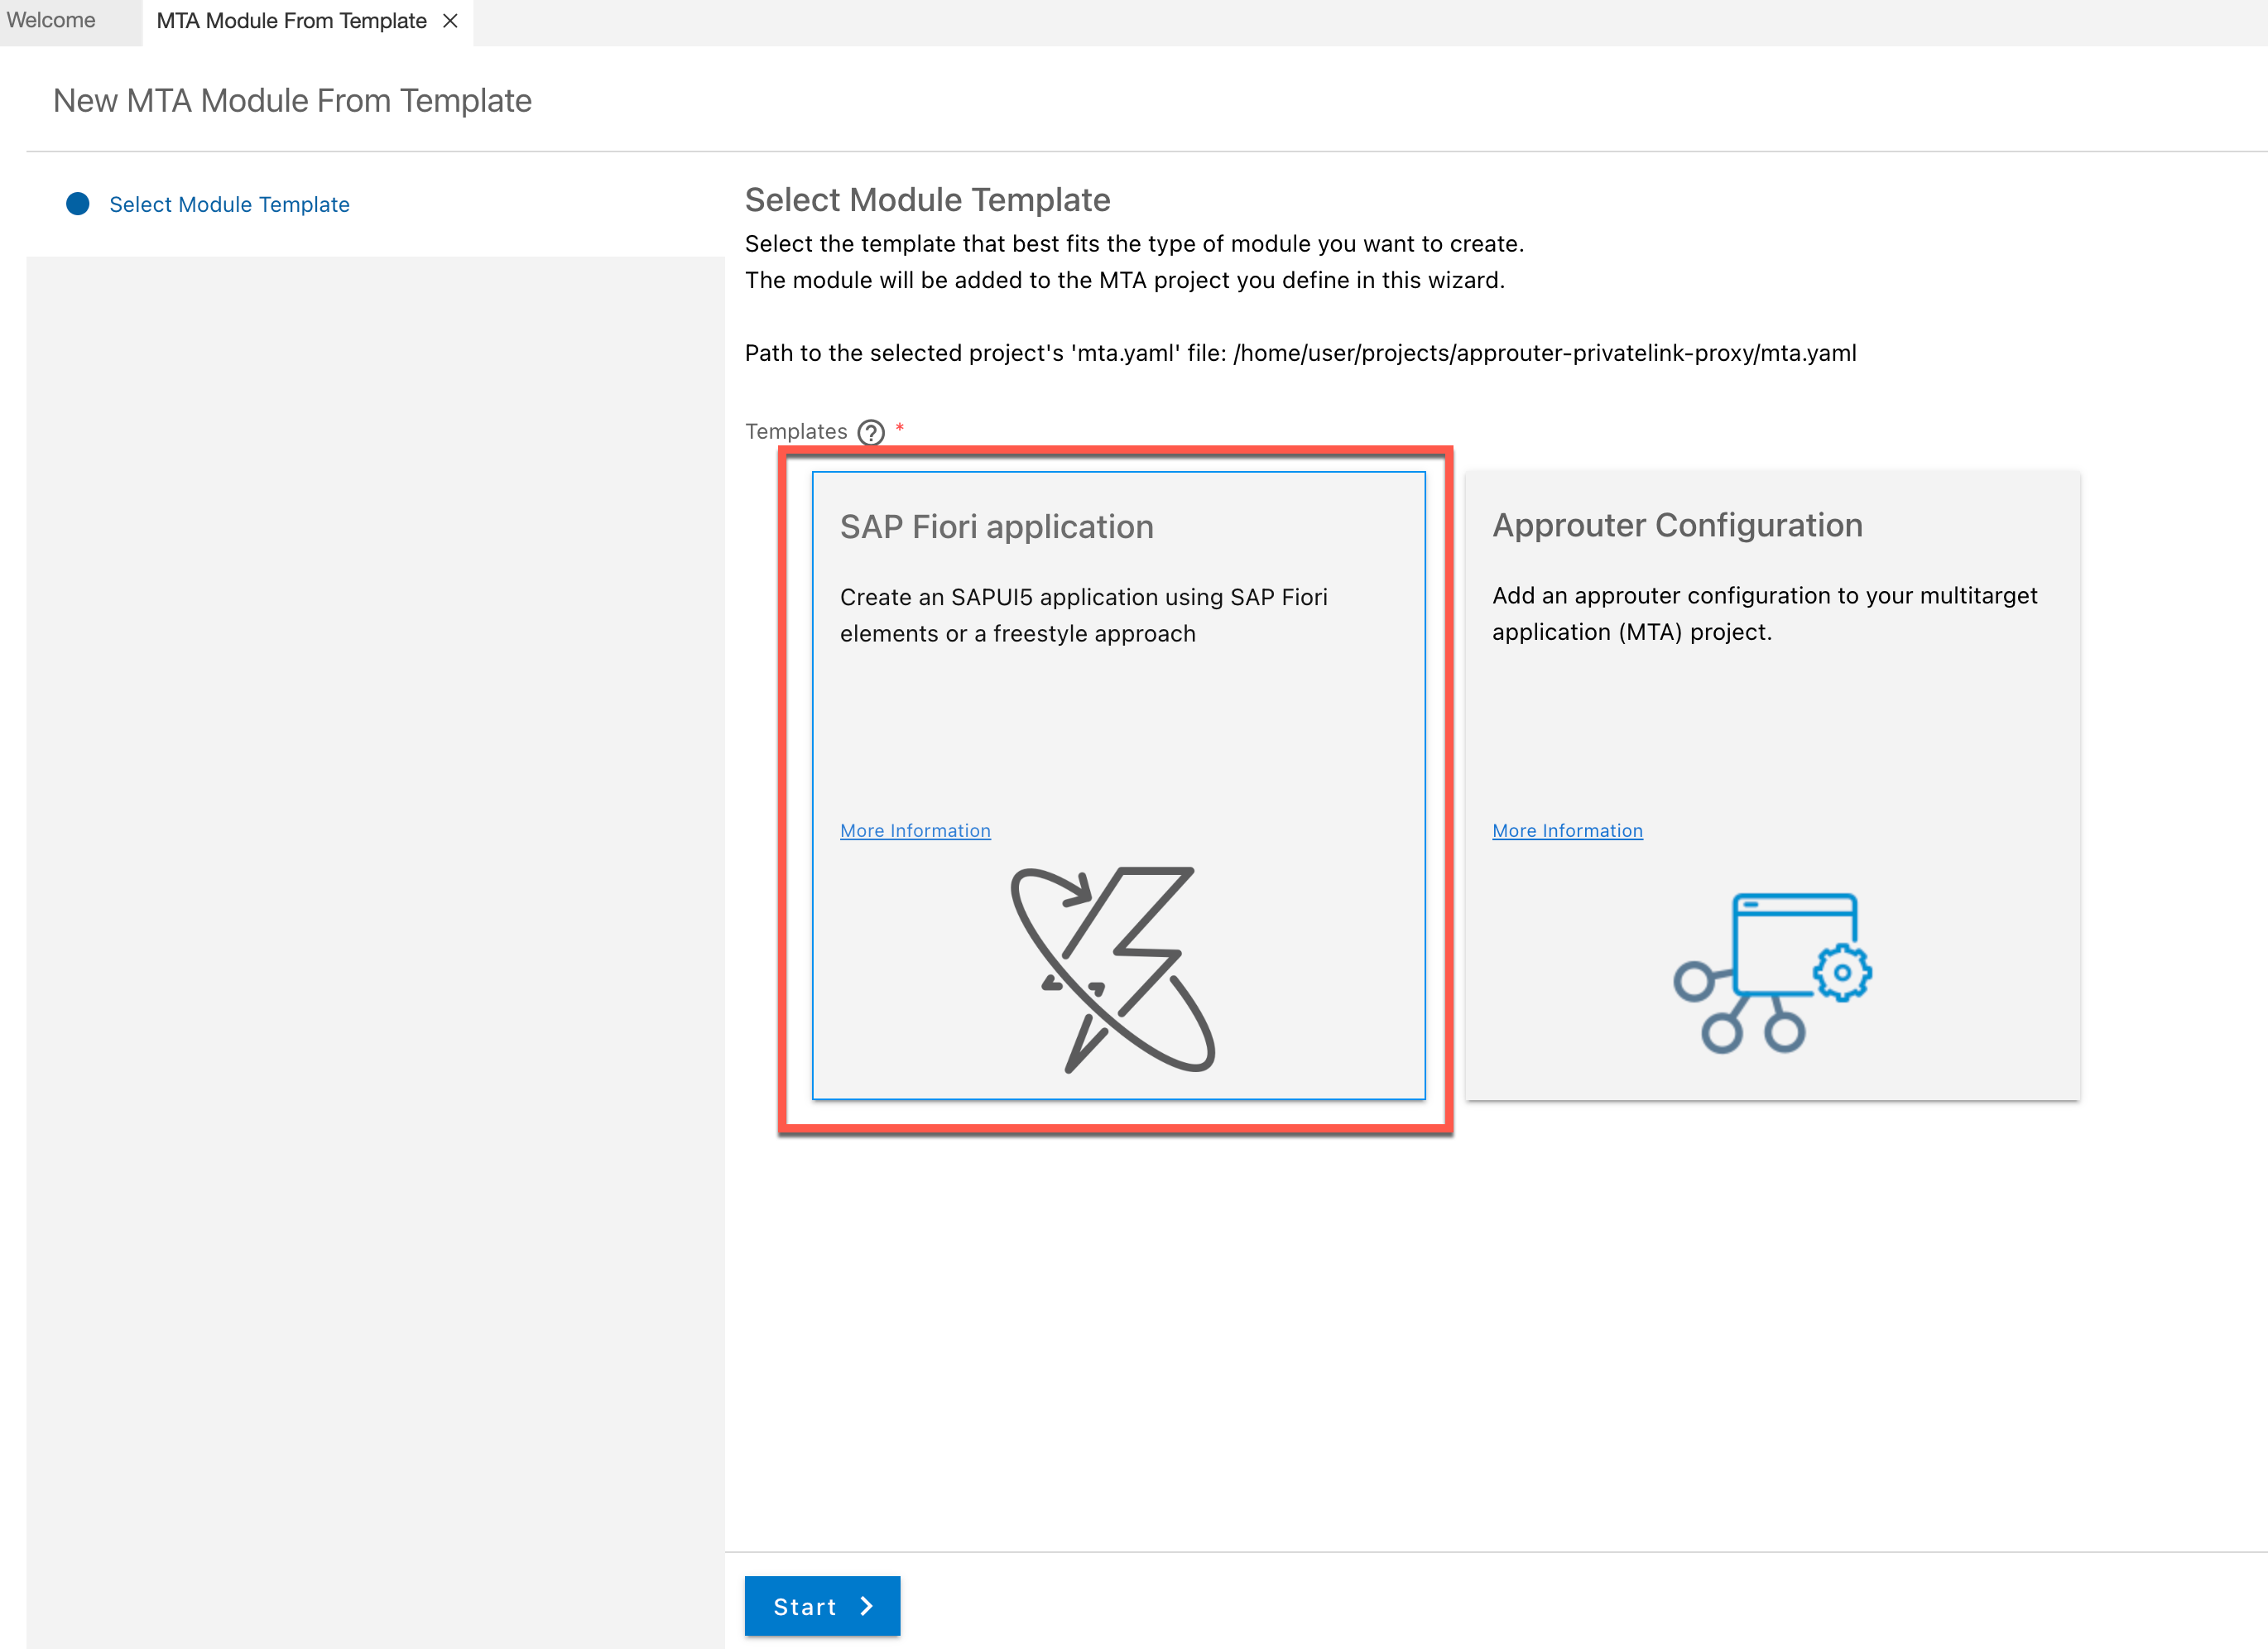 Welcome
MTA Module From Template
New MTA Module From Template
Select Module Template
Select Module Template
Select the template that best fits the type of module you want to create.
The module will be added to the MTA project you define in this wizard.
Path to the selected project's 'mta.yaml' file: /home/user/projects/approuter-privatelink-proxy/mta.yaml
Templates ? *
SAP Fiori application
Create an SAPUI5 application using SAP Fiori
elements or a freestyle approach
More Information
Approuter Configuration
Add an approuter configuration to your multitarget
application (MTA) project.
More Information
Start